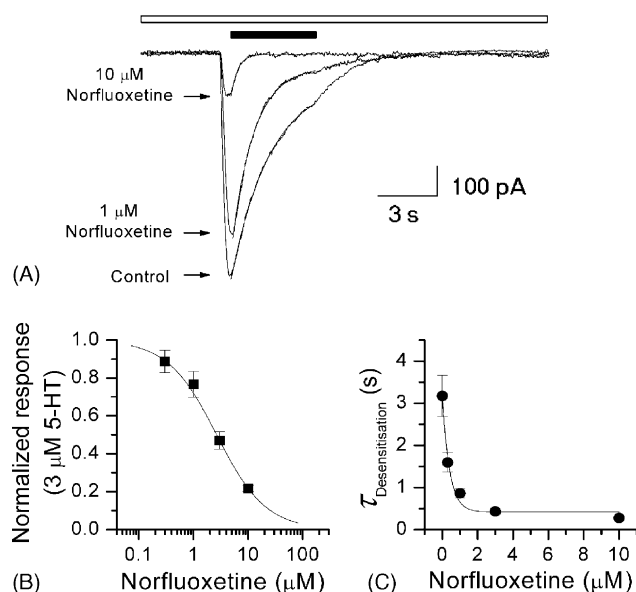 10 μM
Norfluoxetine
1 μM
Norfluoxetine
Control
100 pA
3 s
(A)
Normalized response
(3 μM 5-HT)
1.0
0.8
0.6
0.4
0.2
0.0
0.1 1 10 100
Norfluoxetine (μM)
(B)
τDesensitisation (s)
4
3
2
1
0
0 2 4 6 8 10
Norfluoxetine (μM)
(C)